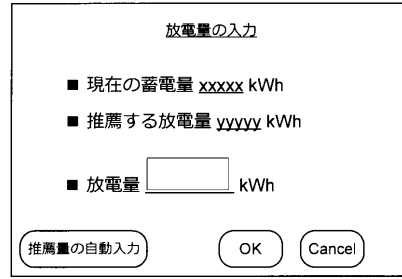 放電量の入力
■ 現在の蓄電量 xxxxx kWh
■ 推薦する放電量 yyyyy kWh
■ 放電量 kWh
推薦量の自動入力 OK Cancel